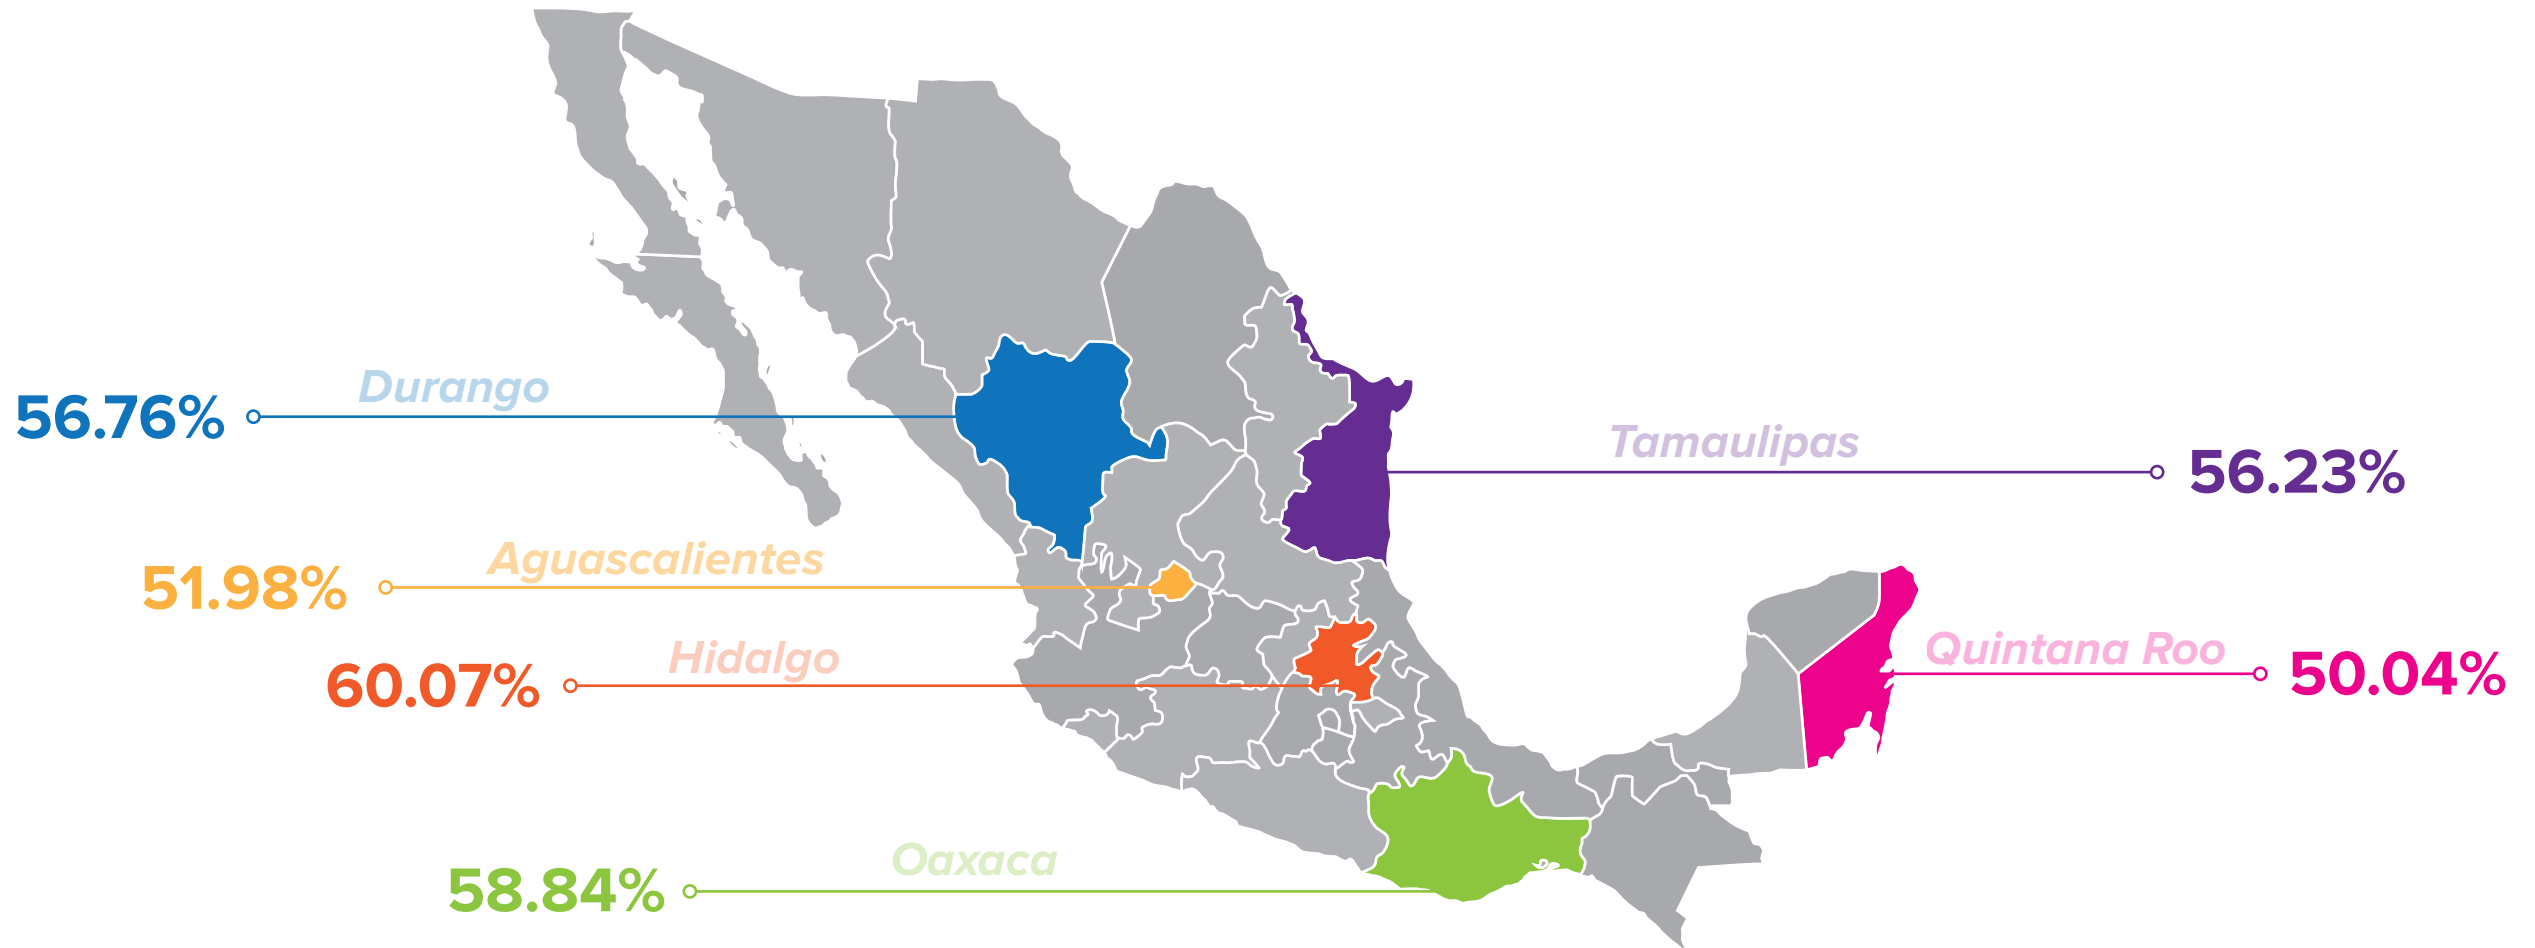 Durango
56.76%
Tamaulipas
56.23%
Aguascalientes
51.98%
Quintana Roo
50.04%
Hidalgo
60.07%
Oaxaca
58.84%